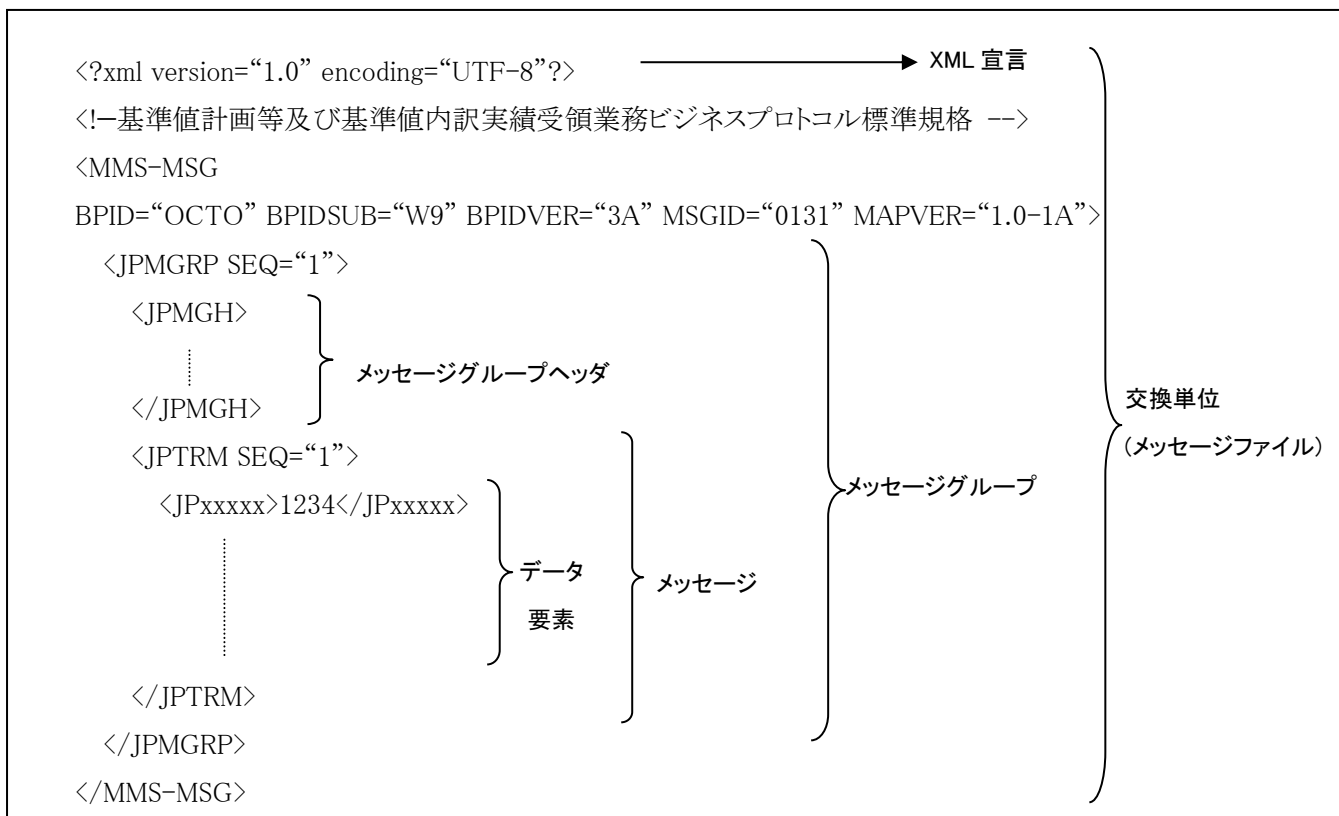 <?xml version=“1.0” encoding=“UTF-8”?>
XML 宣言
<!—基準値計画等及び基準値内訳実績受領業務ビジネスプロトコル標準規格 -->
<MMS-MSG
BPID=“OCTO” BPIDSUB=“W9” BPIDVER=“3A” MSGID=“0131” MAPVER=“1.0-1A”>
<JPMGRP SEQ=“1”>
<JPMGH>
メッセージグループヘッダ
</JPMGH>
交換単位
(メッセージファイル)
<JPTRM SEQ=“1”>
メッセージグループ
<JPxxxxx>1234</JPxxxxx>
データ
要素
メッセージ
</JPTRM>
</JPMGRP>
</MMS-MSG>